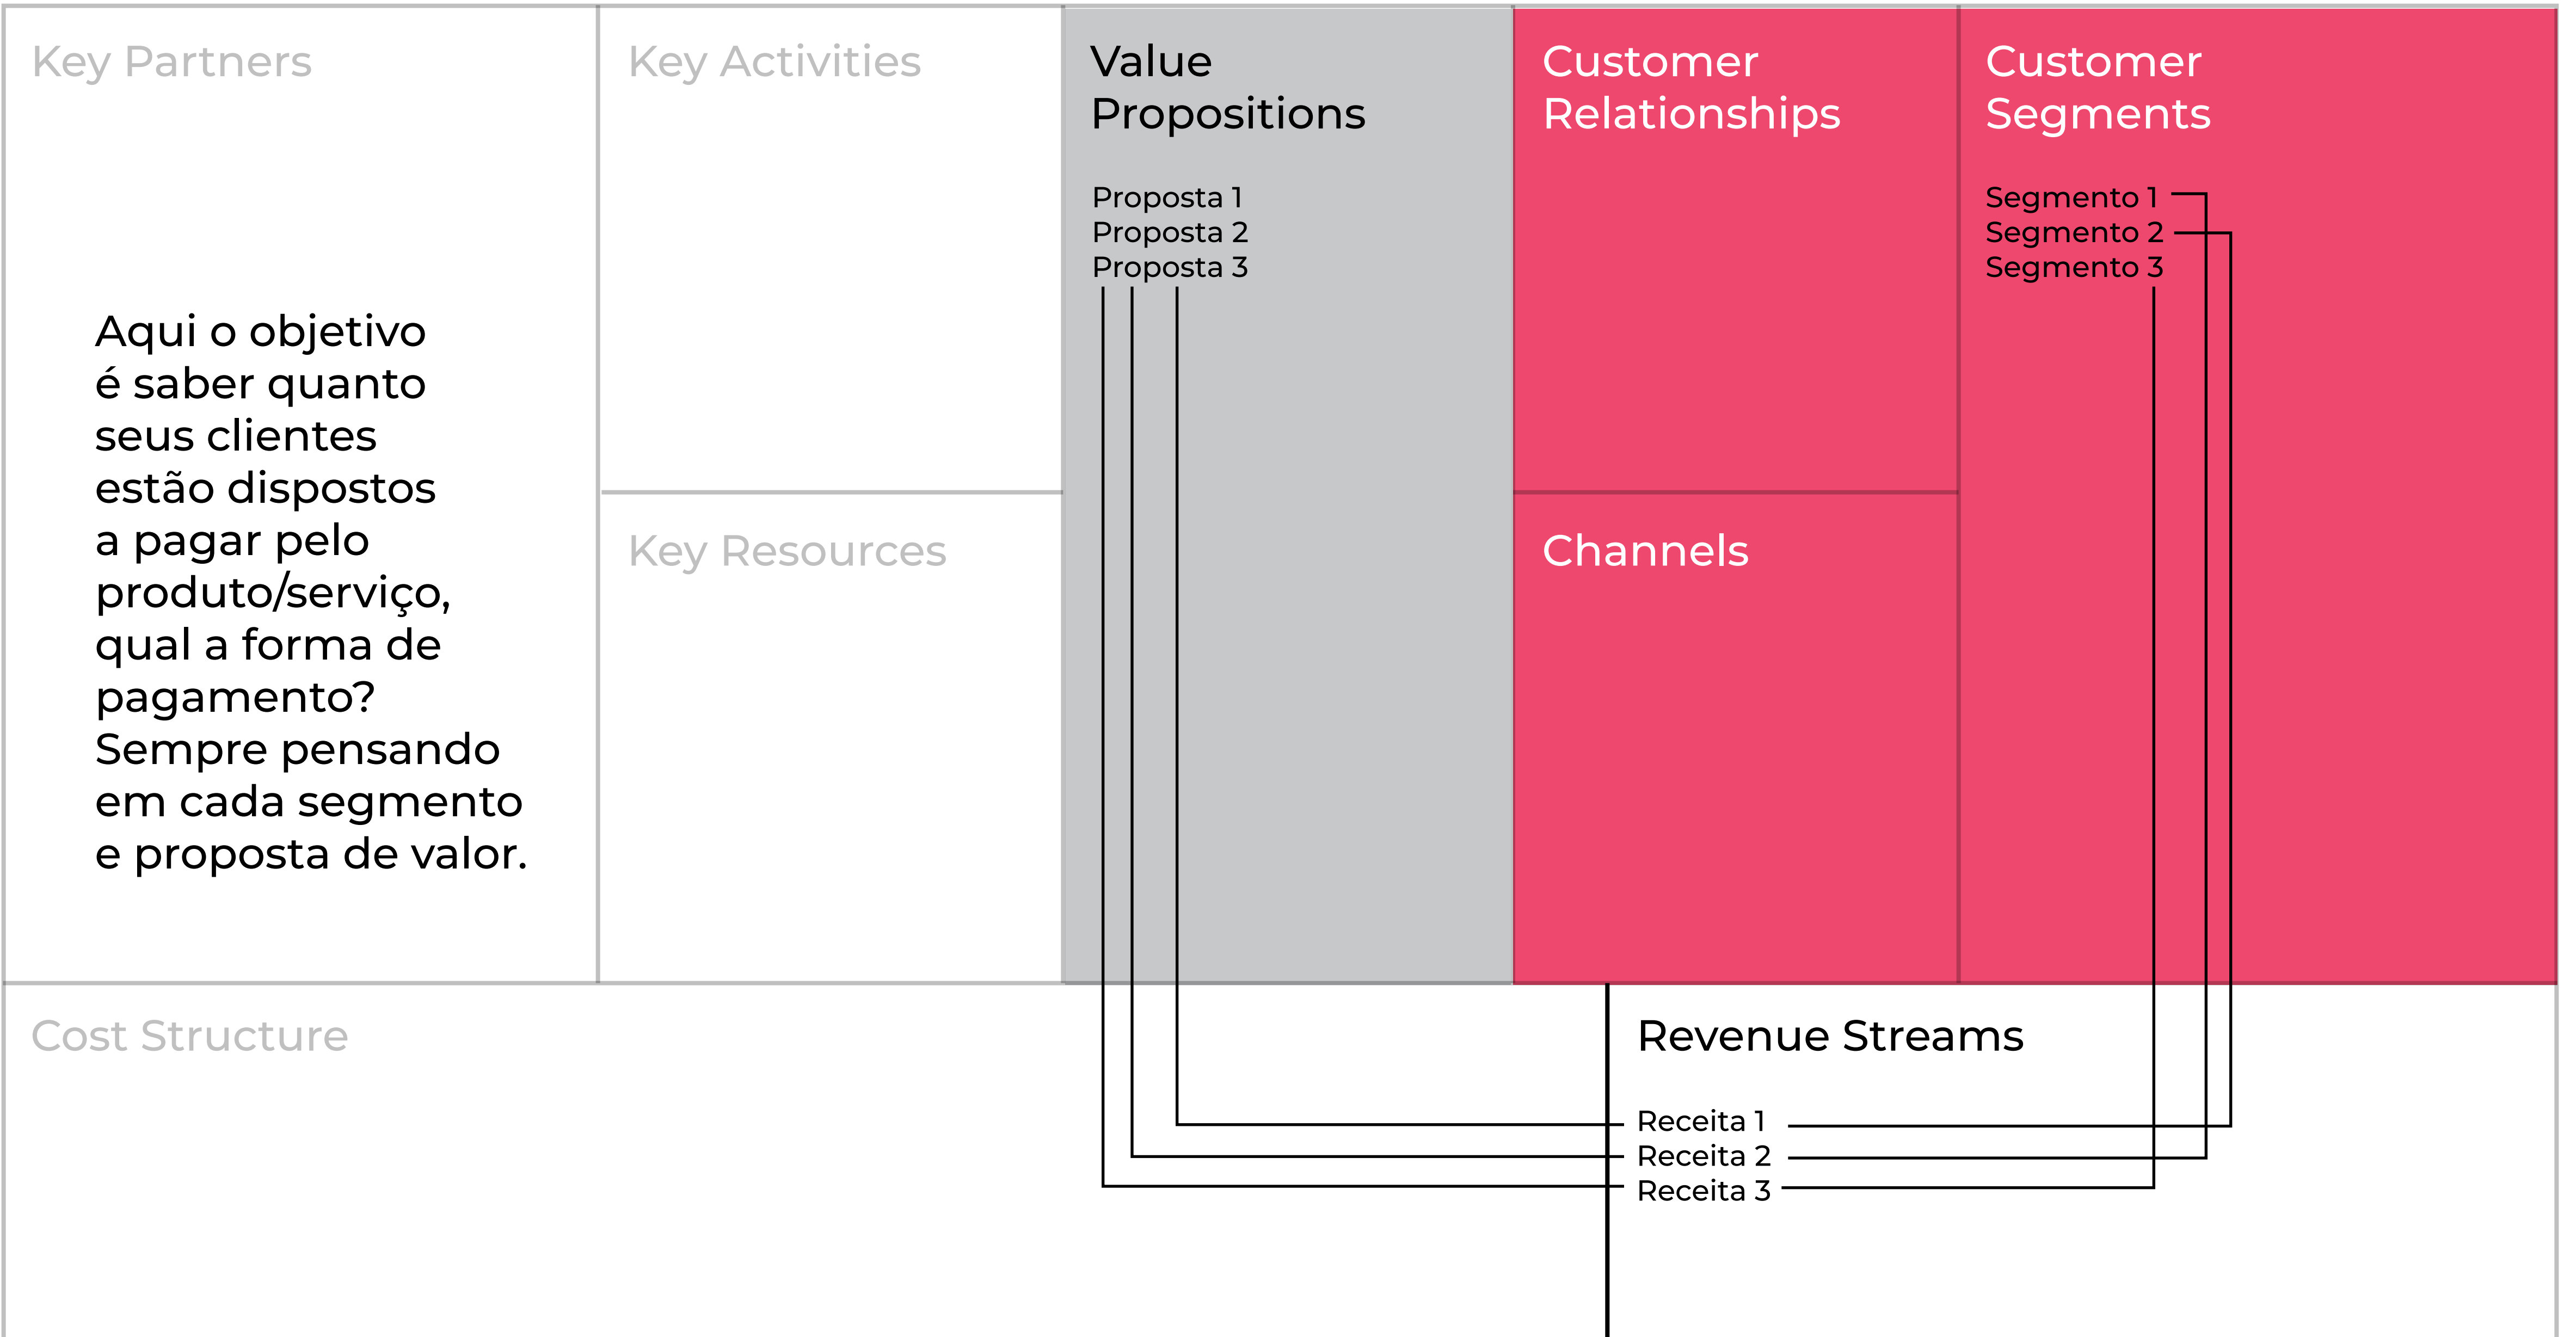 Key Partners
Aqui o objetivo
é saber quanto
seus clientes
estão dispostos
a pagar pelo
produto/serviço,
qual a forma de
pagamento?
Sempre pensando
em cada segmento
e proposta de valor.
Key Activities
Key Resources
Value
Propositions
Proposta 1
Proposta 2
Proposta 3
Customer
Relationships
Channels
Customer
Segments
Segmento 1
Segmento 2
Segmento 3
Cost Structure
Revenue Streams
Receita 1
Receita 2
Receita 3